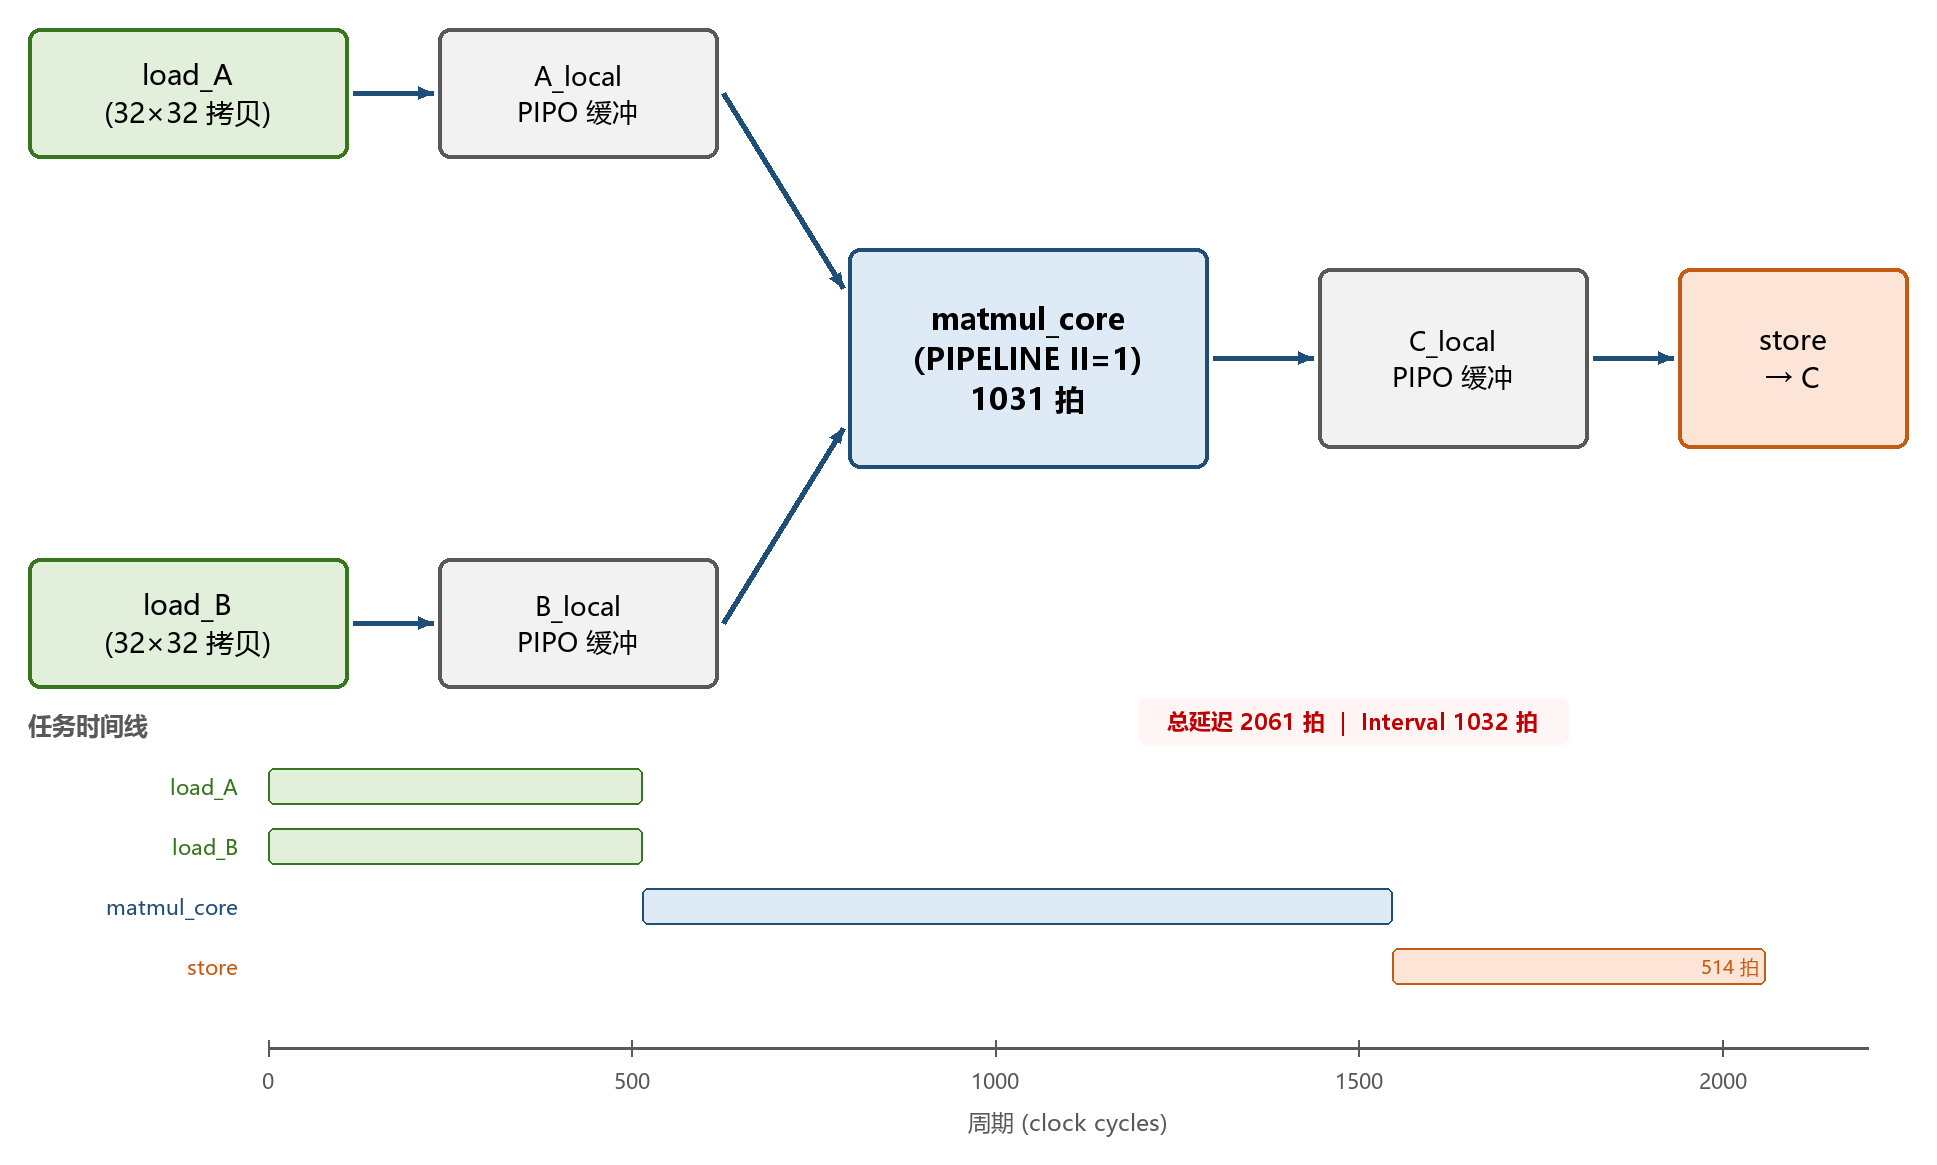 load_A
(32×32 拷贝)
A_local
PIPO 缓冲
matmul_core
(PIPELINE II=1)
1031 拍
C_local
PIPO 缓冲
store
→ C
load_B
(32×32 拷贝)
B_local
PIPO 缓冲
任务时间线
总延迟 2061 拍 | Interval 1032 拍
load_A
load_B
matmul_core
store
514 拍
0
500
1000
1500
2000
周期 (clock cycles)